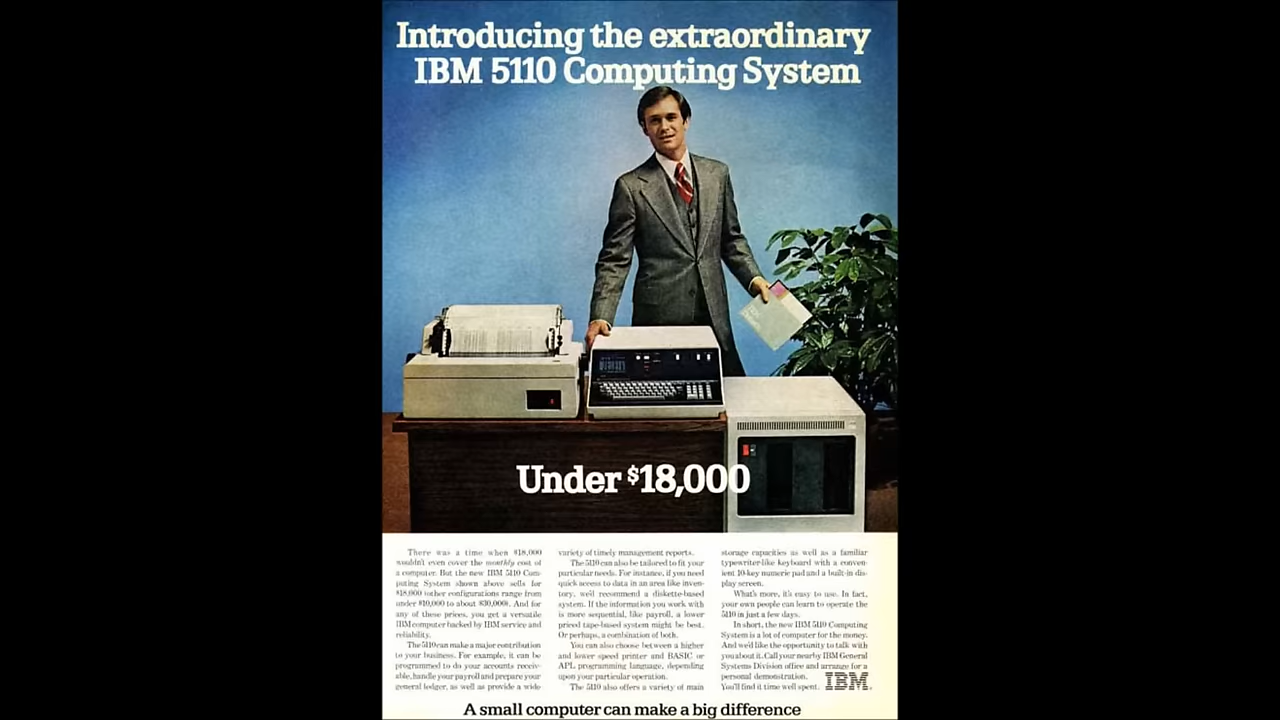 Introducing the extraordinary
IBM 5110 Computing System
Under $18,000
There was a time when $18,000
wouldn't even cover the monthly cost of
a computer. But the new IBM 5110 Com-
puting System shown above sells for
$18,000 (other configurations range from
under $10,000 to about $30,000). And for
any of these prices, you get a versatile
IBM computer backed by IBM service and
reliability.
The 5110 can make a major contribution
to your business. For example, it can be
programmed to do your accounts receiv-
able, handle your payroll and prepare your
general ledger, as well as provide a wide
variety of timely management reports.
The 5110 can also be tailored to fit your
particular needs. For instance, if you need
quick access to data in an area like inven-
tory, we'd recommend a diskette-based
system. If the information you work with
is more sequential, like payroll, a lower
priced tape-based system might be best.
Or perhaps, a combination of both.
You can also choose between a higher
and lower speed printer and BASIC or
APL programming language, depending
upon your particular operation.
The 5110 also offers a variety of main
storage capacities as well as a familiar
typewriter-like keyboard with a conven-
ient 10-key numeric pad and a built-in dis-
play screen.
What's more, it's easy to use. In fact,
your own people can learn to operate the
5110 in just a few days.
In short, the new IBM 5110 Computing
System is a lot of computer for the money.
And we'd like the opportunity to talk with
you about it. Call your nearby IBM General
Systems Division office and arrange for a
personal demonstration.
You'll find it time well spent.
IBM
A small computer can make a big difference